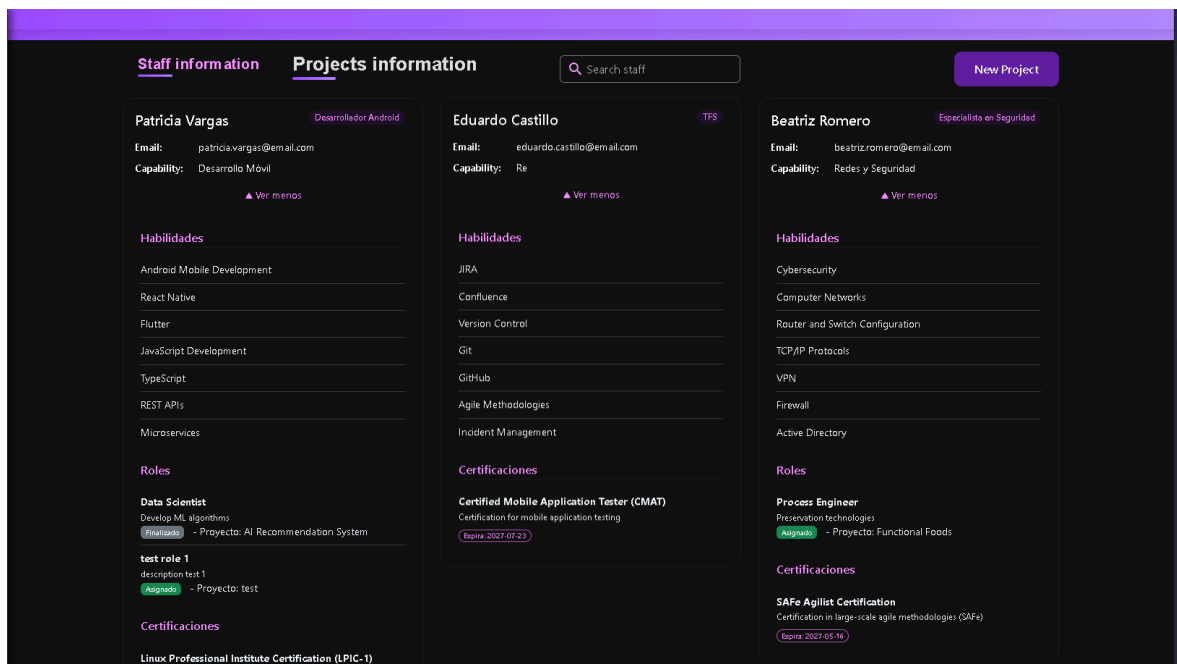 Staff information
Projects information
Search staff
New Project
Patricia Vargas
Desarrollador Android
Email: patricia.vargas@email.com
Capability: Desarrollo Móvil
▲ Ver menos
Habilidades
Android Mobile Development
React Native
Flutter
JavaScript Development
TypeScript
REST APIs
Microservices
Roles
Data Scientist
Develop ML algorithms
Finalizado - Proyecto: AI Recommendation System
test role 1
description test 1
Asignado - Proyecto: test
Certificaciones
Linux Professional Institute Certification (LPIC-1)
Eduardo Castillo
TFS
Email: eduardo.castillo@email.com
Capability: Re
▲ Ver menos
Habilidades
JIRA
Confluence
Version Control
Git
GitHub
Agile Methodologies
Incident Management
Certificaciones
Certified Mobile Application Tester (CMAT)
Certification for mobile application testing
Expira: 2027-07-23
Beatriz Romero
Especialista en Seguridad
Email: beatriz.romero@email.com
Capability: Redes y Seguridad
▲ Ver menos
Habilidades
Cybersecurity
Computer Networks
Router and Switch Configuration
TCP/IP Protocols
VPN
Firewall
Active Directory
Roles
Process Engineer
Preservation technologies
Asignado - Proyecto: Functional Foods
Certificaciones
SAFe Agilist Certification
Certification in large-scale agile methodologies (SAFe)
Expira: 2027-05-16